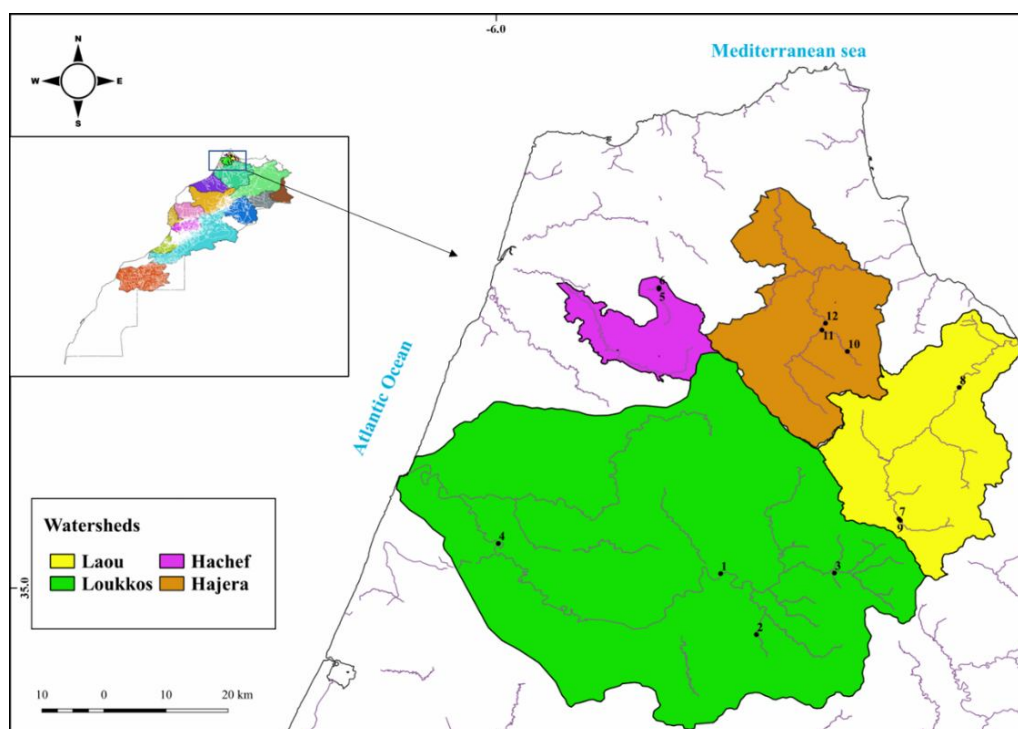 -6.0
Mediterranean sea
N
W
E
S
6
5
12
11
10
8
Atlantic Ocean
7
9
4
1
3
2
35.0
Watersheds
Laou
Hachef
Loukkos
Hajera
10 0 10 20 km